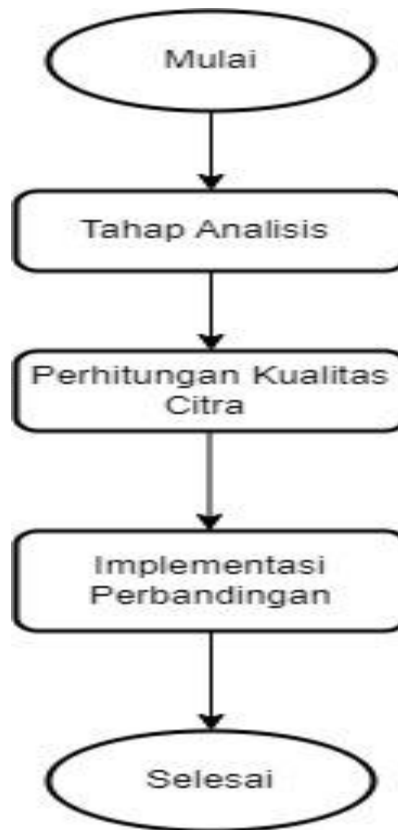 Mulai
Tahap Analisis
Perhitungan Kualitas
Citra
Implementasi
Perbandingan
Selesai